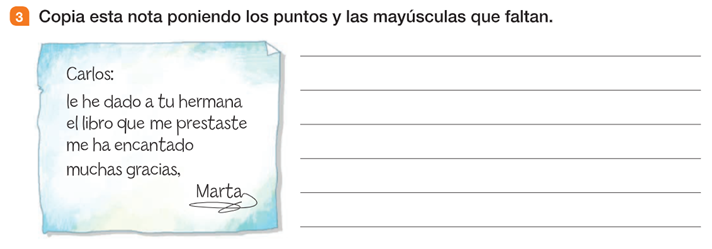 3 Copia esta nota poniendo los puntos y las mayúsculas que faltan.
Carlos:
le he dado a tu hermana
el libro que me prestaste
me ha encantado
muchas gracias,
Marta